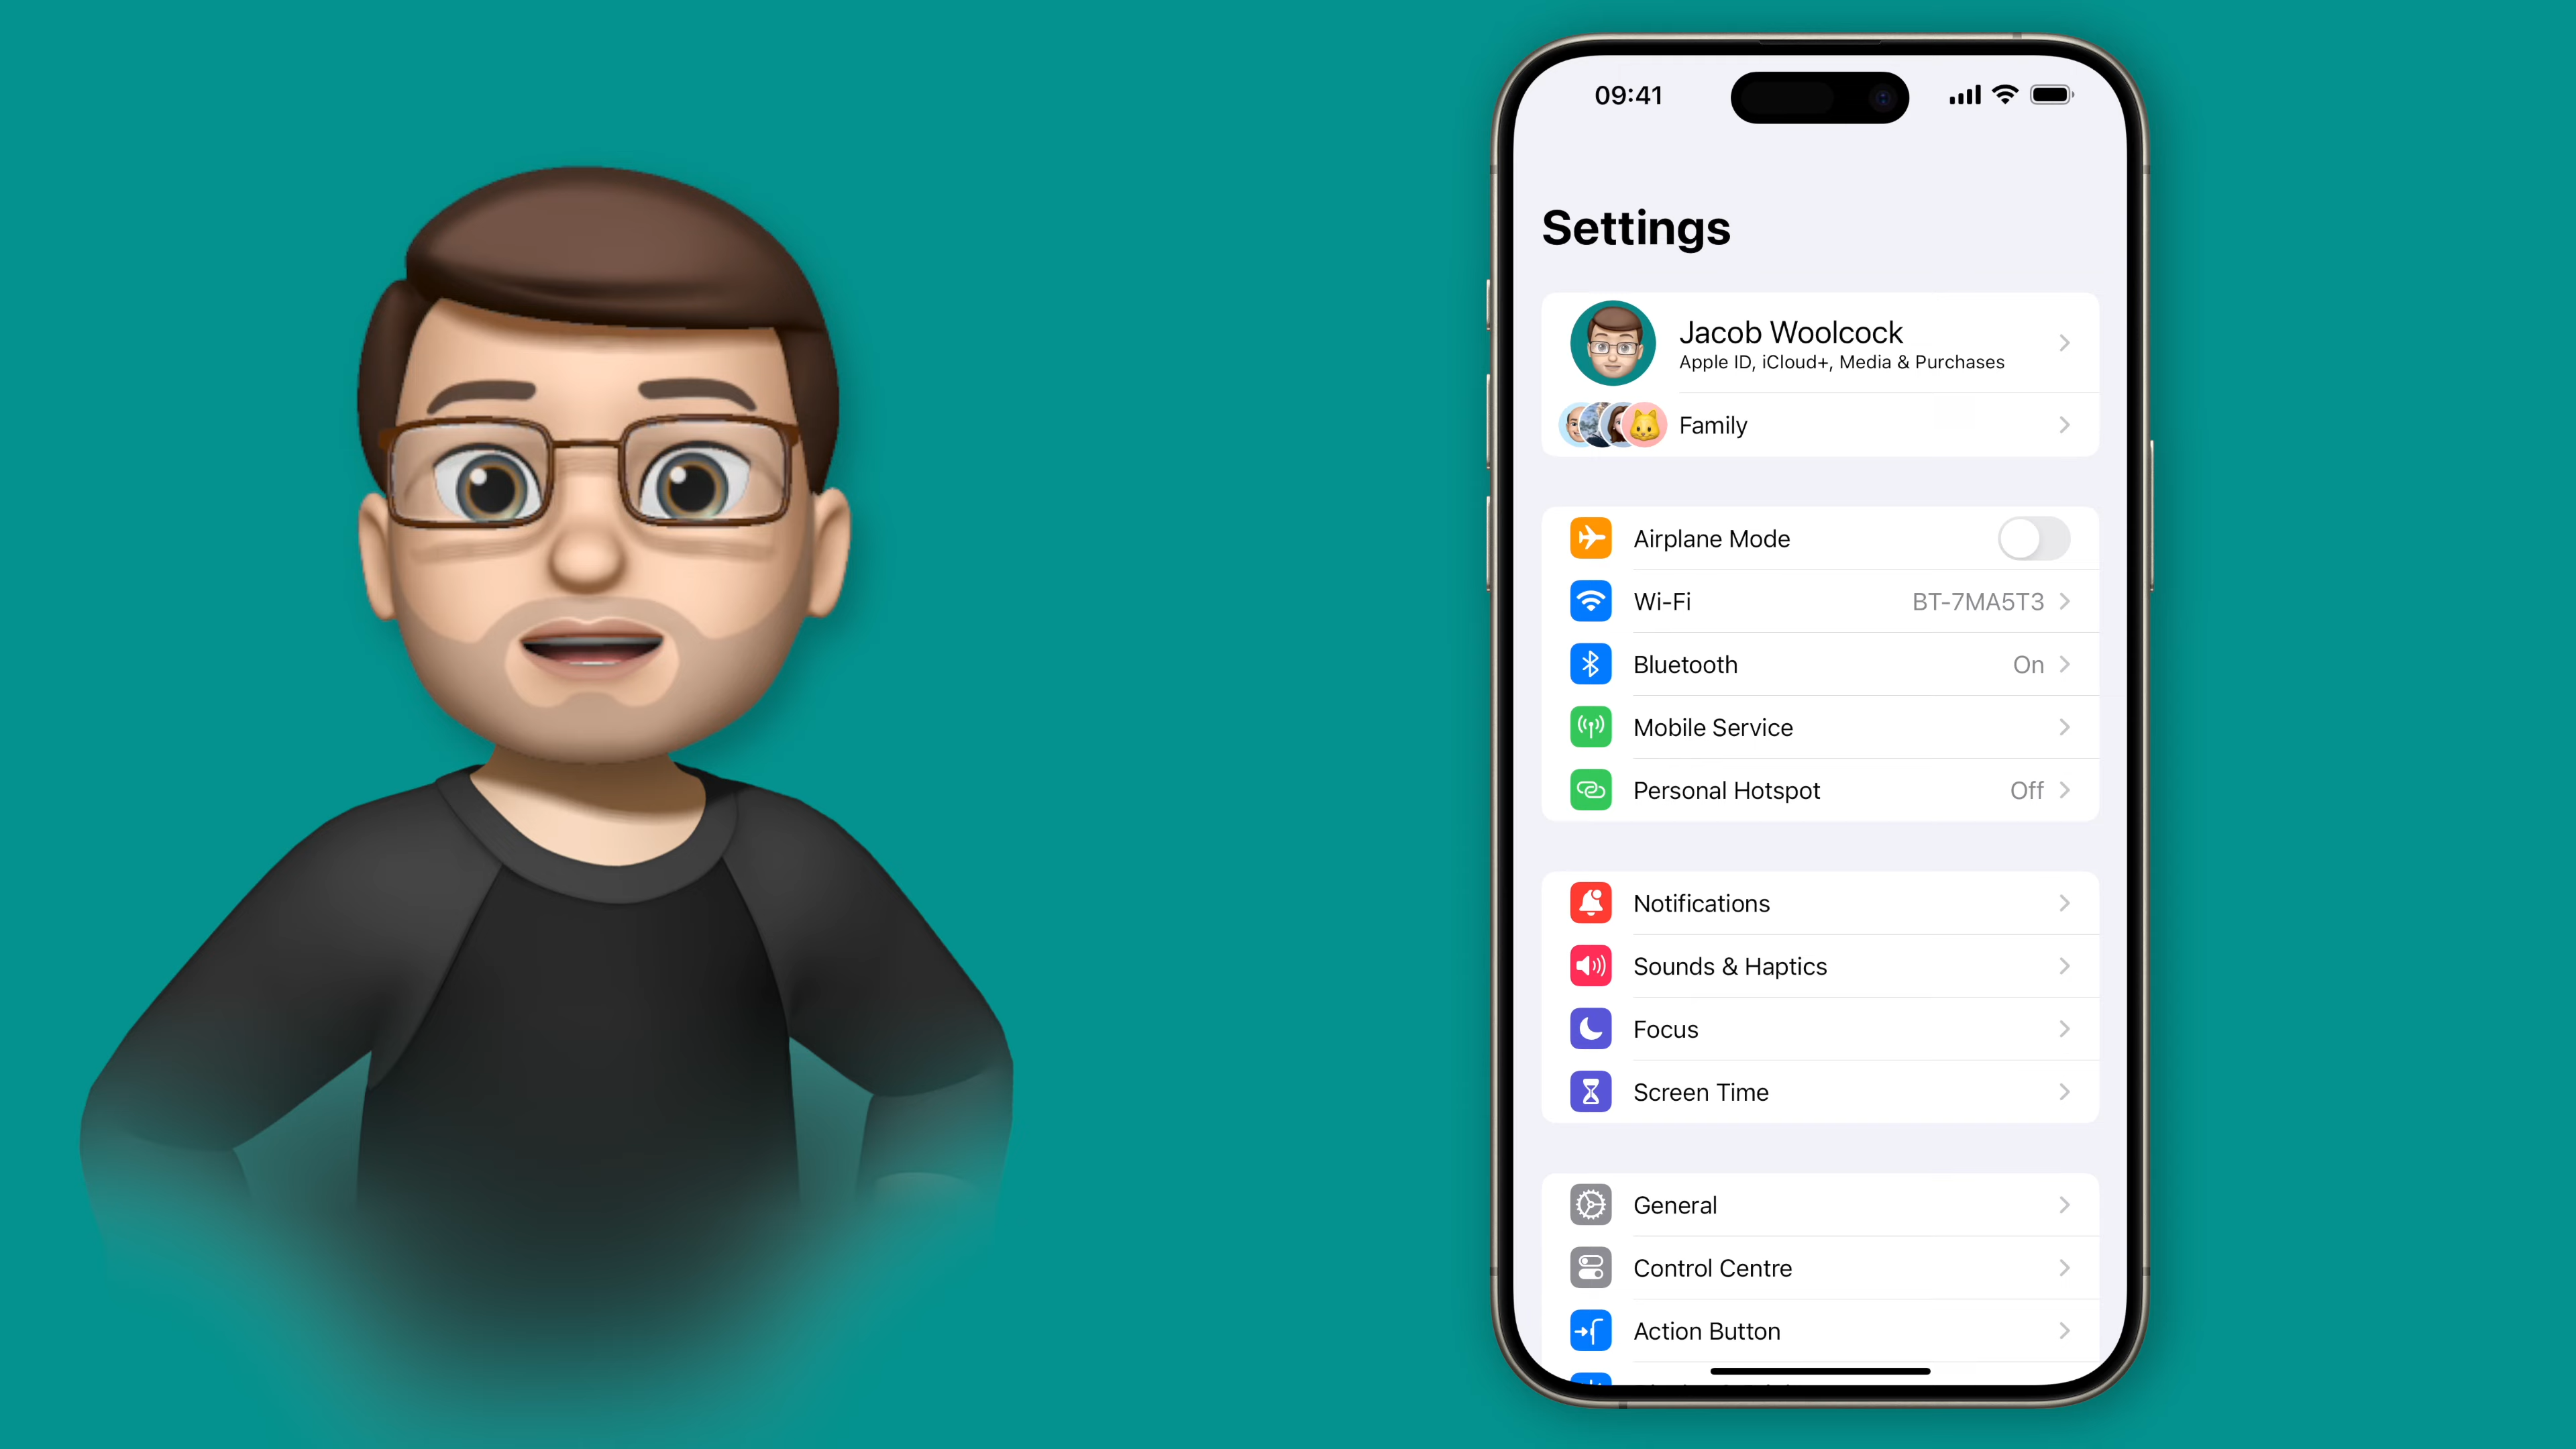 09:41
Settings
Jacob Woolcock
Apple ID, iCloud+, Media & Purchases
Family
Airplane Mode
Wi-Fi BT-7MA5T3
Bluetooth On
Mobile Service
Personal Hotspot Off
Notifications
Sounds & Haptics
Focus
Screen Time
General
Control Centre
Action Button